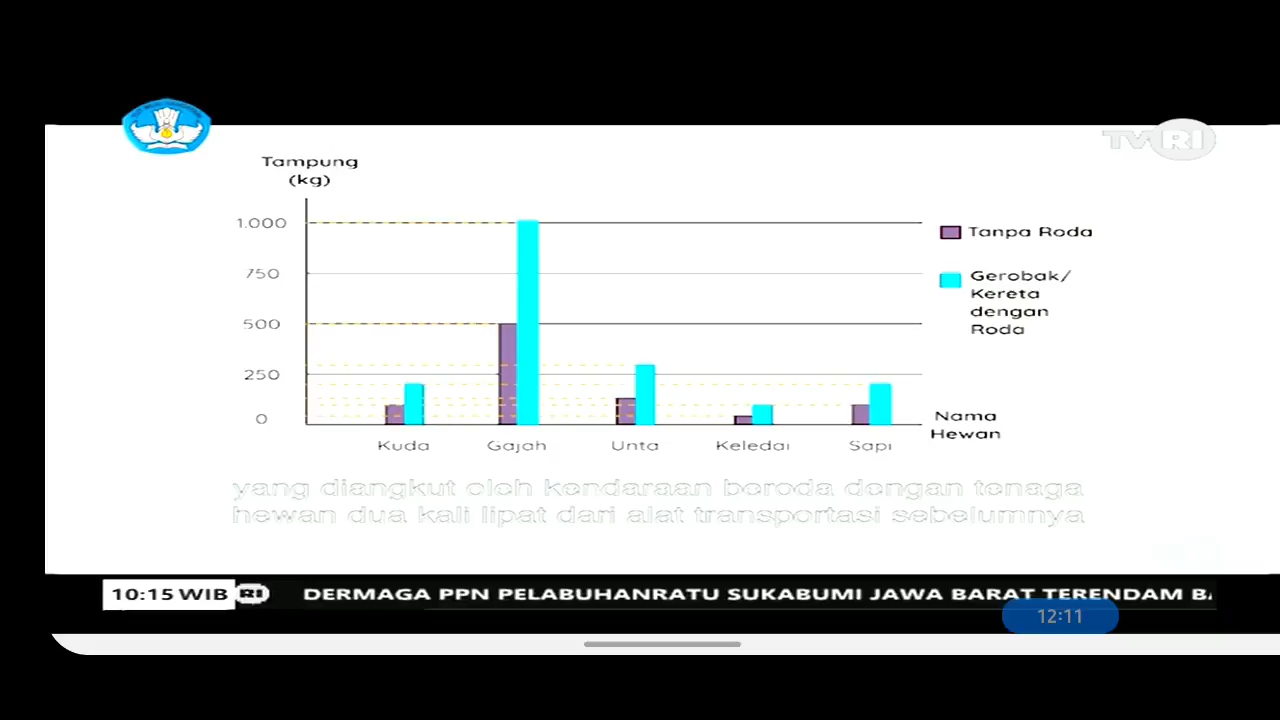 TVRI
Tampung
(kg)
1.000
750
500
250
0
Tanpa Roda
Gerobak/
Kereta
dengan
Roda
Nama
Hewan
Kuda Gajah Unta Keledai Sapi
yang diangkut oleh kendaraan beroda dengan tenaga
hewan dua kali lipat dari alat transportasi sebelumnya
10:15 WIB RI DERMAGA PPN PELABUHANRATU SUKABUMI JAWA BARAT TERENDAM
12:11